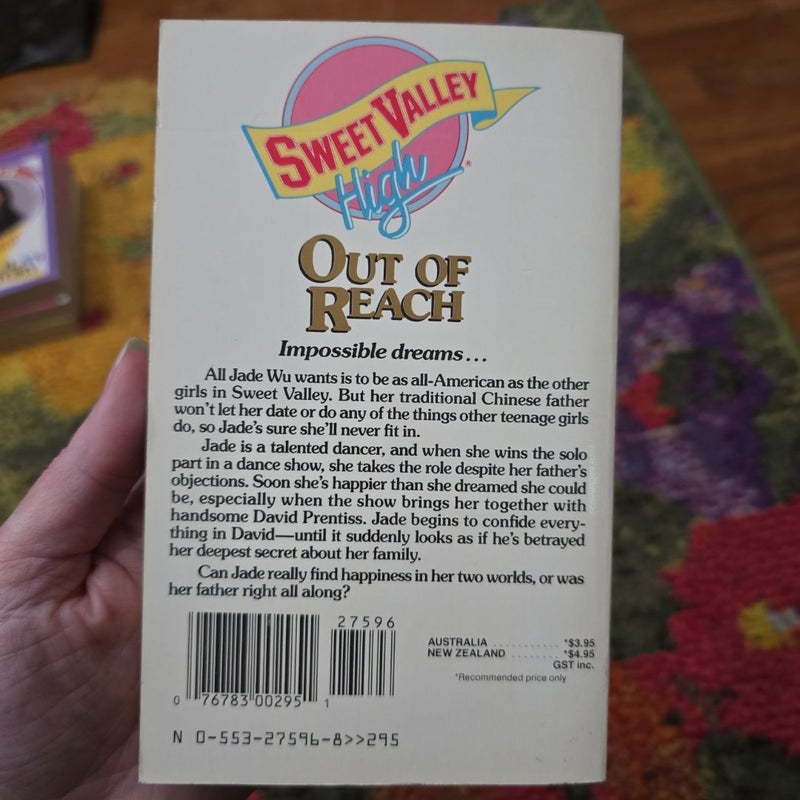 SWEET VALLEY
High®
OUT OF
REACH
Impossible dreams...
All Jade Wu wants is to be as all-American as the other
girls in Sweet Valley. But her traditional Chinese father
won't let her date or do any of the things other teenage girls
do, so Jade's sure she'll never fit in.
Jade is a talented dancer, and when she wins the solo
part in a dance show, she takes the role despite her father's
objections. Soon she's happier than she dreamed she could
be, especially when the show brings her together with
handsome David Prentiss. Jade begins to confide every-
thing in David—until it suddenly looks as if he's betrayed
her deepest secret about her family.
Can Jade really find happiness in her two worlds, or was
her father right all along?
27596
0 76783 00295 1
AUSTRALIA ........... *$3.95
NEW ZEALAND ........ *$4.95
GST inc.
*Recommended price only
N 0-553-27596-8>>295